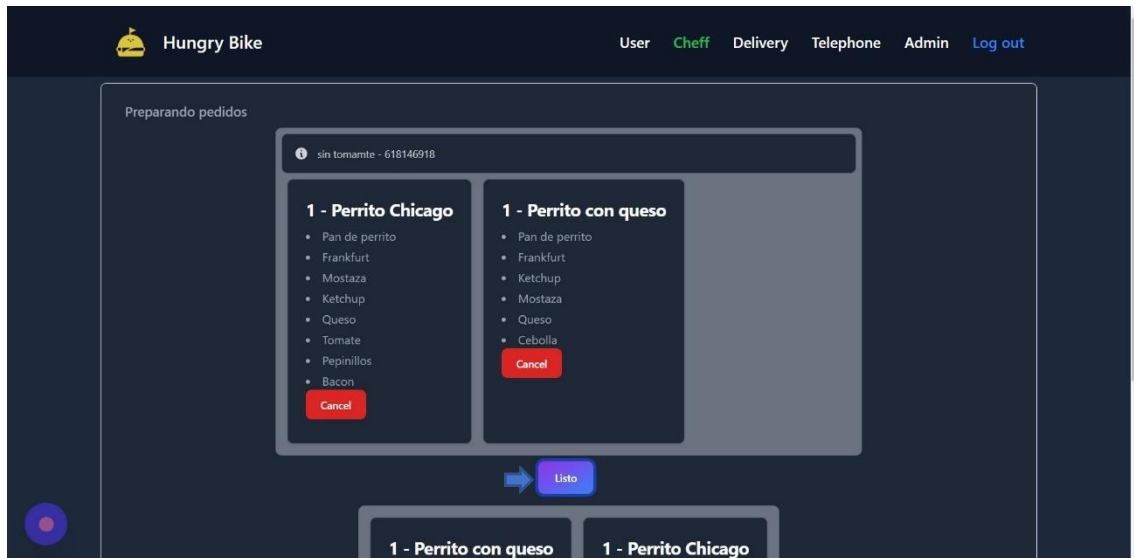 Hungry Bike
User Cheff Delivery Telephone Admin Log out
Preparando pedidos
sin tomamte - 618146918
1 - Perrito Chicago
Pan de perrito
Frankfurt
Mostaza
Ketchup
Queso
Tomate
Pepinillos
Bacon
Cancel
1 - Perrito con queso
Pan de perrito
Frankfurt
Ketchup
Mostaza
Queso
Cebolla
Cancel
Listo
1 - Perrito con queso
1 - Perrito Chicago